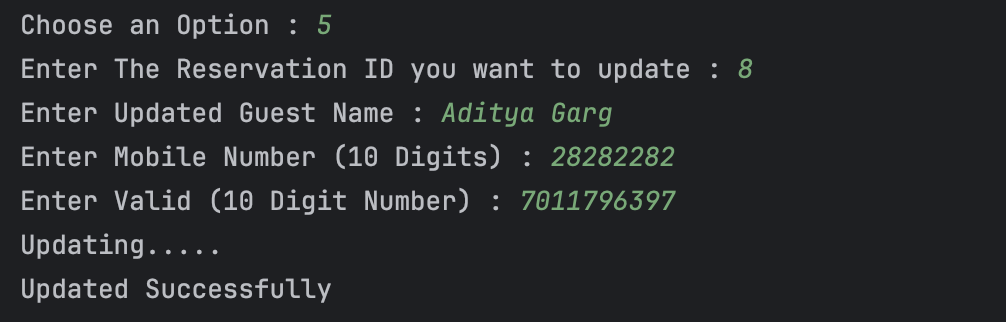 Choose an Option : 5
Enter The Reservation ID you want to update : 8
Enter Updated Guest Name : Aditya Garg
Enter Mobile Number (10 Digits) : 28282282
Enter Valid (10 Digit Number) : 7011796397
Updating.....
Updated Successfully